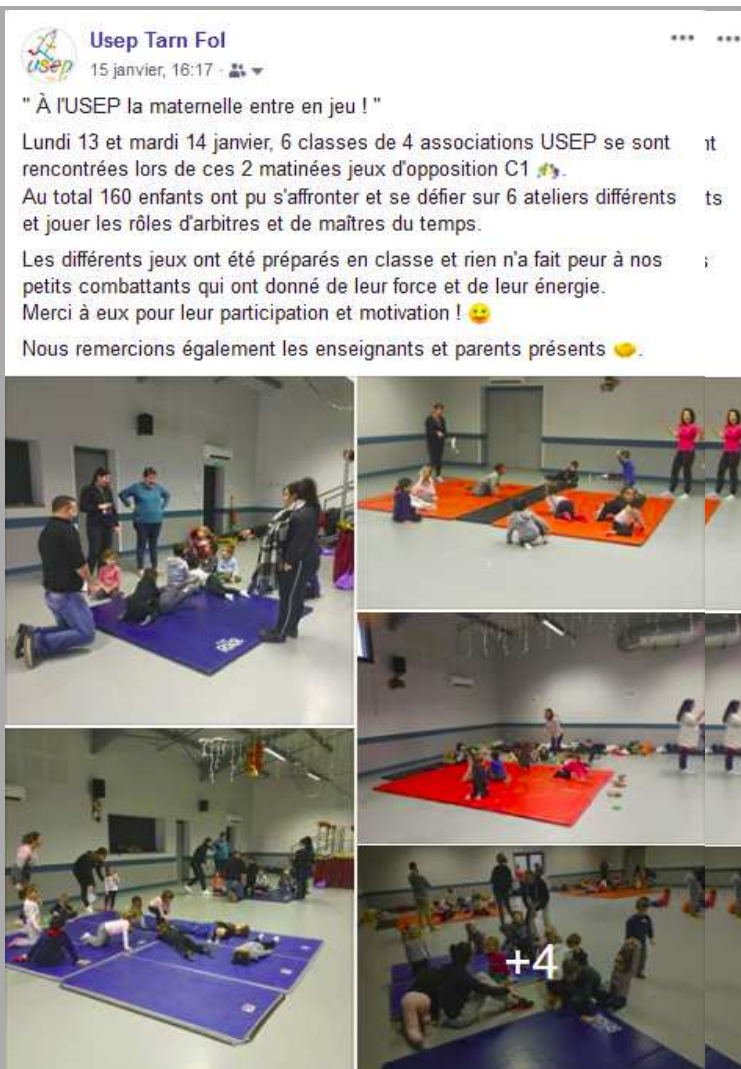 Usep Tarn Fol
usep
15 janvier, 16:17 ·
" À l'USEP la maternelle entre en jeu ! "
Lundi 13 et mardi 14 janvier, 6 classes de 4 associations USEP se sont
rencontrées lors de ces 2 matinées jeux d'opposition C1 .
Au total 160 enfants ont pu s'affronter et se défier sur 6 ateliers différents
et jouer les rôles d'arbitres et de maîtres du temps.
Les différents jeux ont été préparés en classe et rien n'a fait peur à nos
petits combattants qui ont donné de leur force et de leur énergie.
Merci à eux pour leur participation et motivation !
Nous remercions également les enseignants et parents présents .
+4